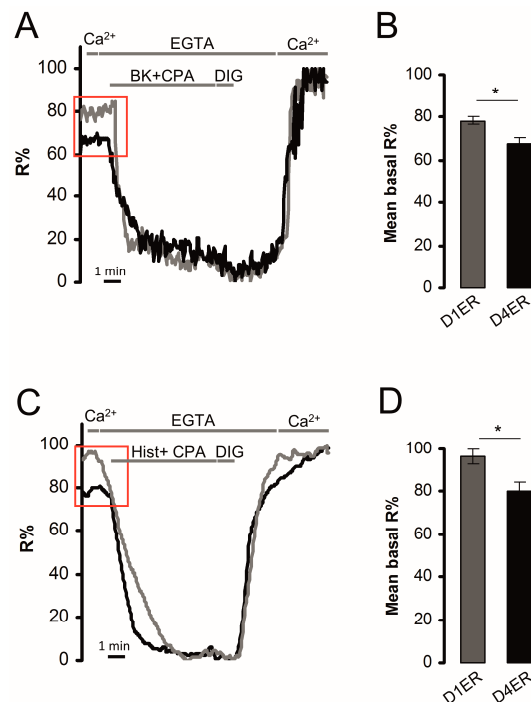 A
Ca²⁺ EGTA Ca²⁺
BK+CPA DIG
100
80
60
40
20
0
R%
1 min
B
*
100
80
60
40
20
0
Mean basal R%
D1ER
D4ER
C
Ca²⁺ EGTA Ca²⁺
Hist+ CPA DIG
100
80
60
40
20
0
R%
1 min
D
*
100
80
60
40
20
0
Mean basal R%
D1ER
D4ER